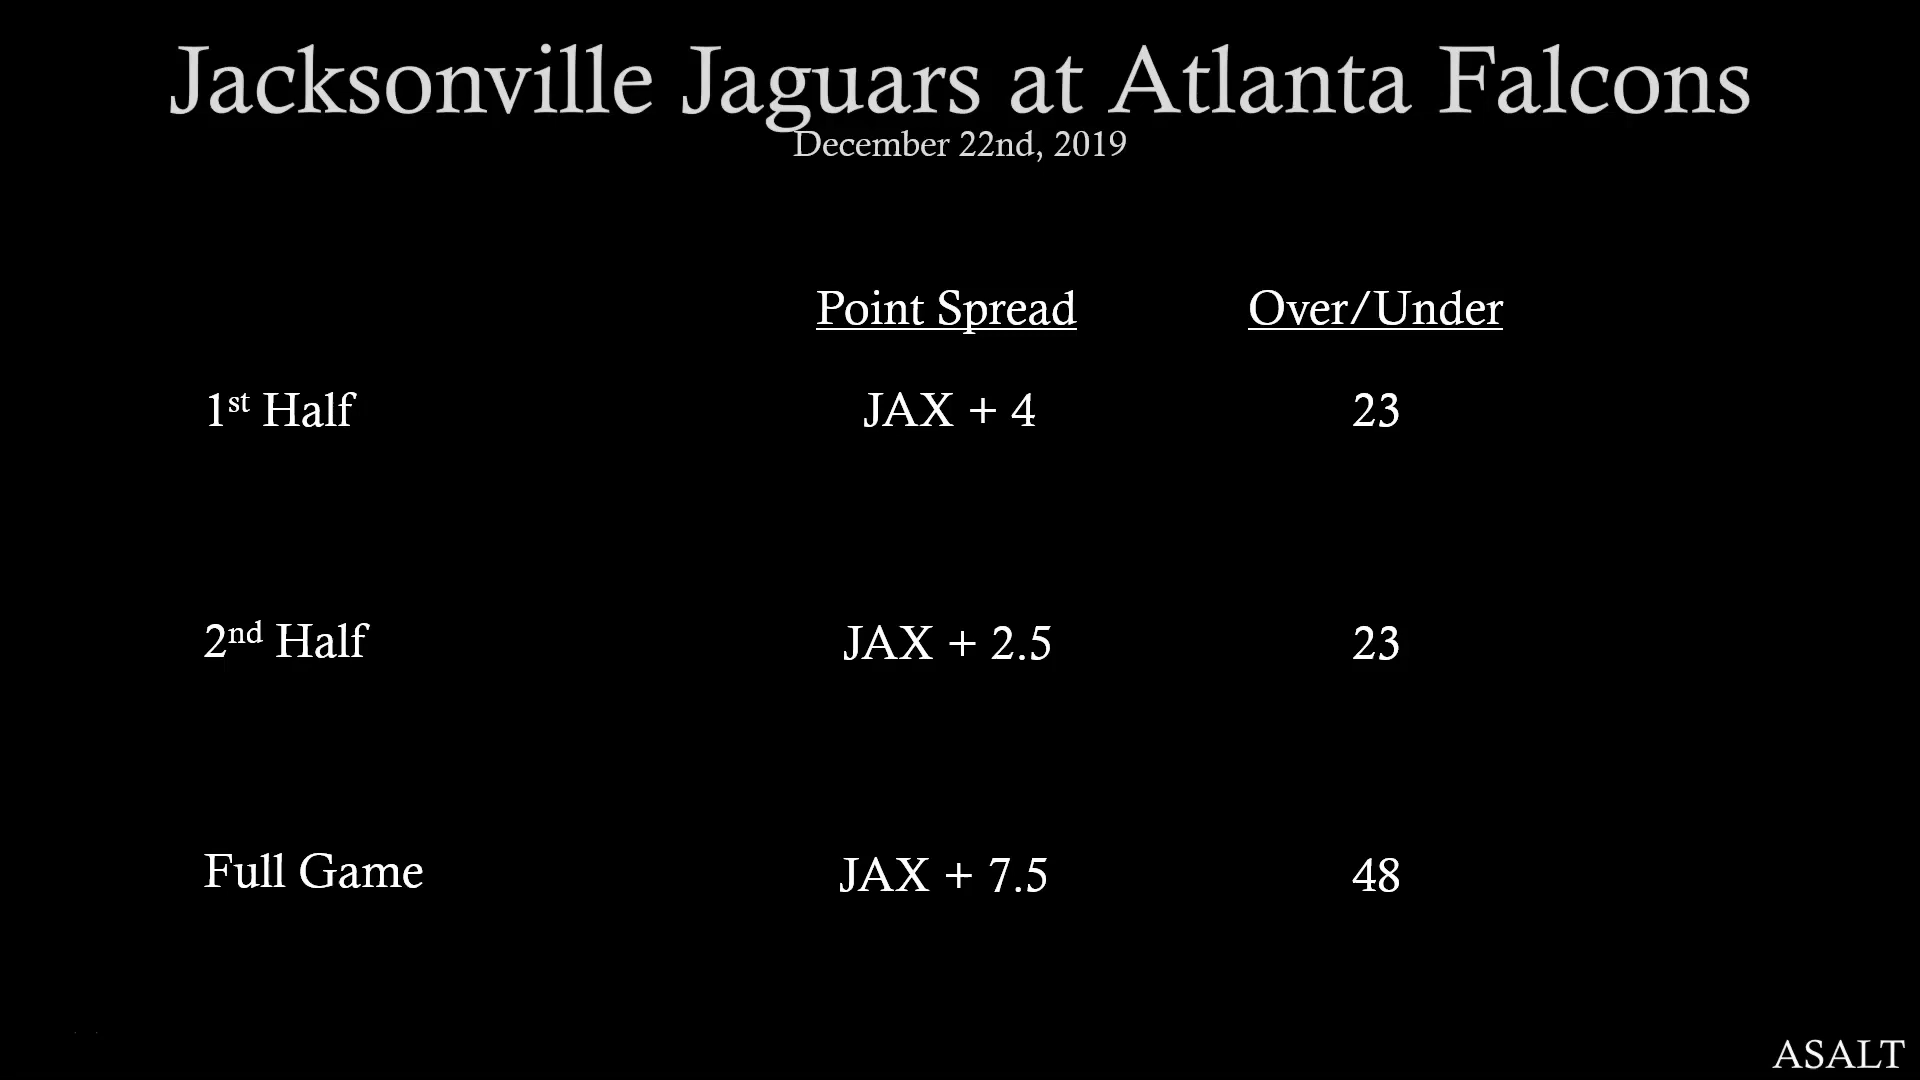 Jacksonville Jaguars at Atlanta Falcons
December 22nd, 2019
Point Spread Over/Under
1st Half JAX + 4 23
2nd Half JAX + 2.5 23
Full Game JAX + 7.5 48
ASALT